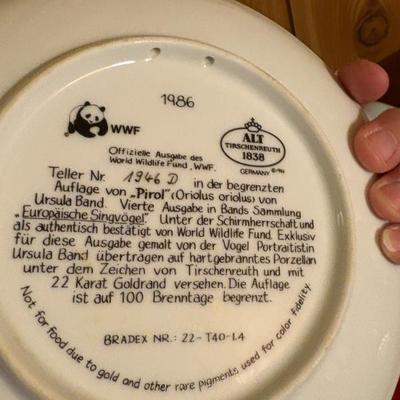 1986
WWF
ALT
TIRSCHENREUTH
1838
GERMANY
Offizielle Ausgabe des
World Wildlife Fund, WWF.
Teller Nr. 1946 D in der begrenzten
Auflage von „Pirol" (Oriolus oriolus) von
Ursula Band. Vierte Ausgabe in Bands Sammlung
„Europäische Singvögel". Unter der Schirmherrschaft und
als authentisch bestätigt von World Wildlife Fund. Exklusiv
für diese Ausgabe gemalt von der Vogel Portraitistin
Ursula Band übertragen auf hartgebranntes Porzellan
unter dem Zeichen von Tirschenreuth und mit
22 Karat Goldrand versehen. Die Auflage
ist auf 100 Brenntage begrenzt.
BRADEX NR.: 22-T40-1.4
Not for food due to gold and other rare pigments used for color fidelity.